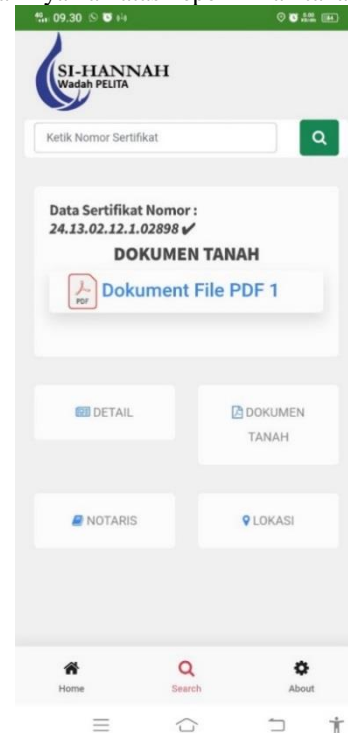 09.30
SI-HANNAH
Wadah PELITA
Ketik Nomor Sertifikat
Data Sertifikat Nomor :
24.13.02.12.1.02898 ✔
DOKUMEN TANAH
PDF
Dokument File PDF 1
DETAIL
DOKUMEN
TANAH
NOTARIS
LOKASI
Home
Search
About